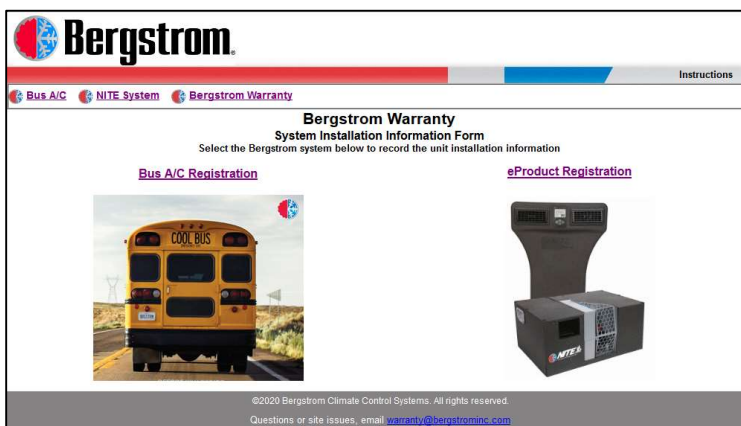 Bergstrom.
Instructions
Bus A/C NITE System Bergstrom Warranty
Bergstrom Warranty
System Installation Information Form
Select the Bergstrom system below to record the unit installation information
Bus A/C Registration
eProduct Registration
COOL BUS
NITE
©2020 Bergstrom Climate Control Systems. All rights reserved.
Questions or site issues, email warranty@bergstrominc.com